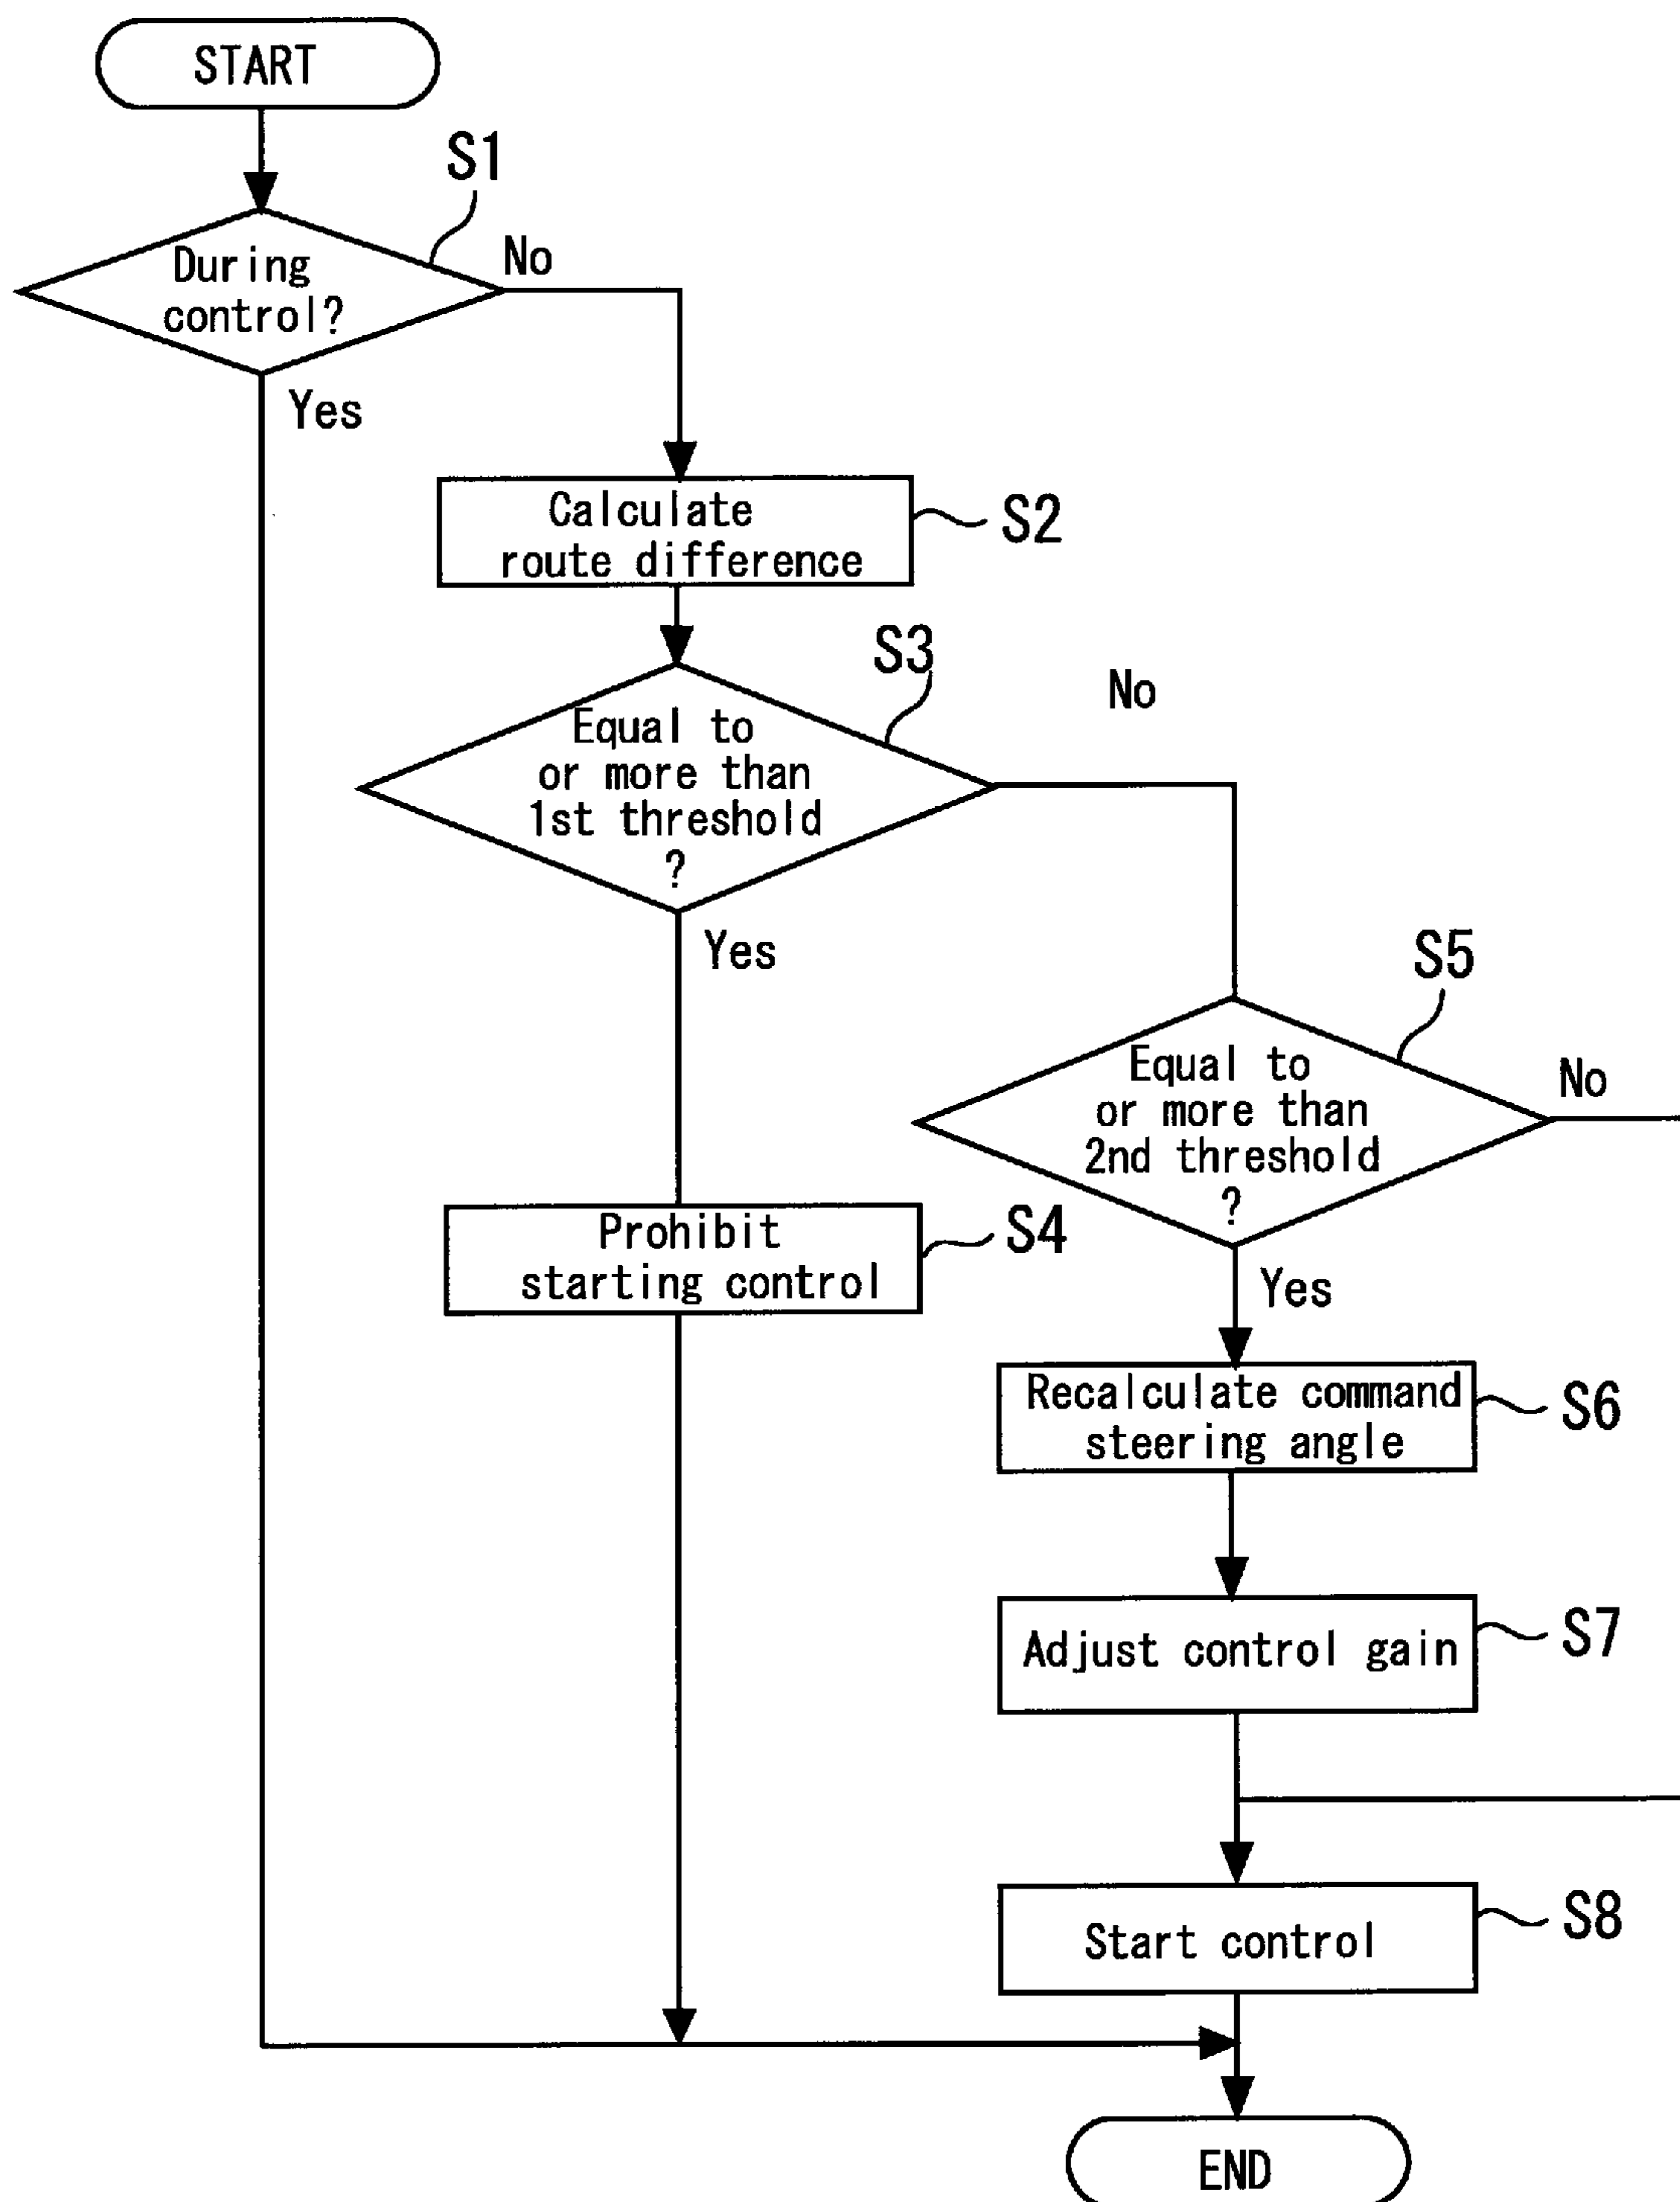 START
S1
During
control?
No
Yes
Calculate
route difference
S2
S3
Equal to
or more than
1st threshold
?
No
Yes
S5
Equal to
or more than
2nd threshold
?
No
Yes
Prohibit
starting control
S4
Recalculate command
steering angle
S6
Adjust control gain
S7
Start control
S8
END